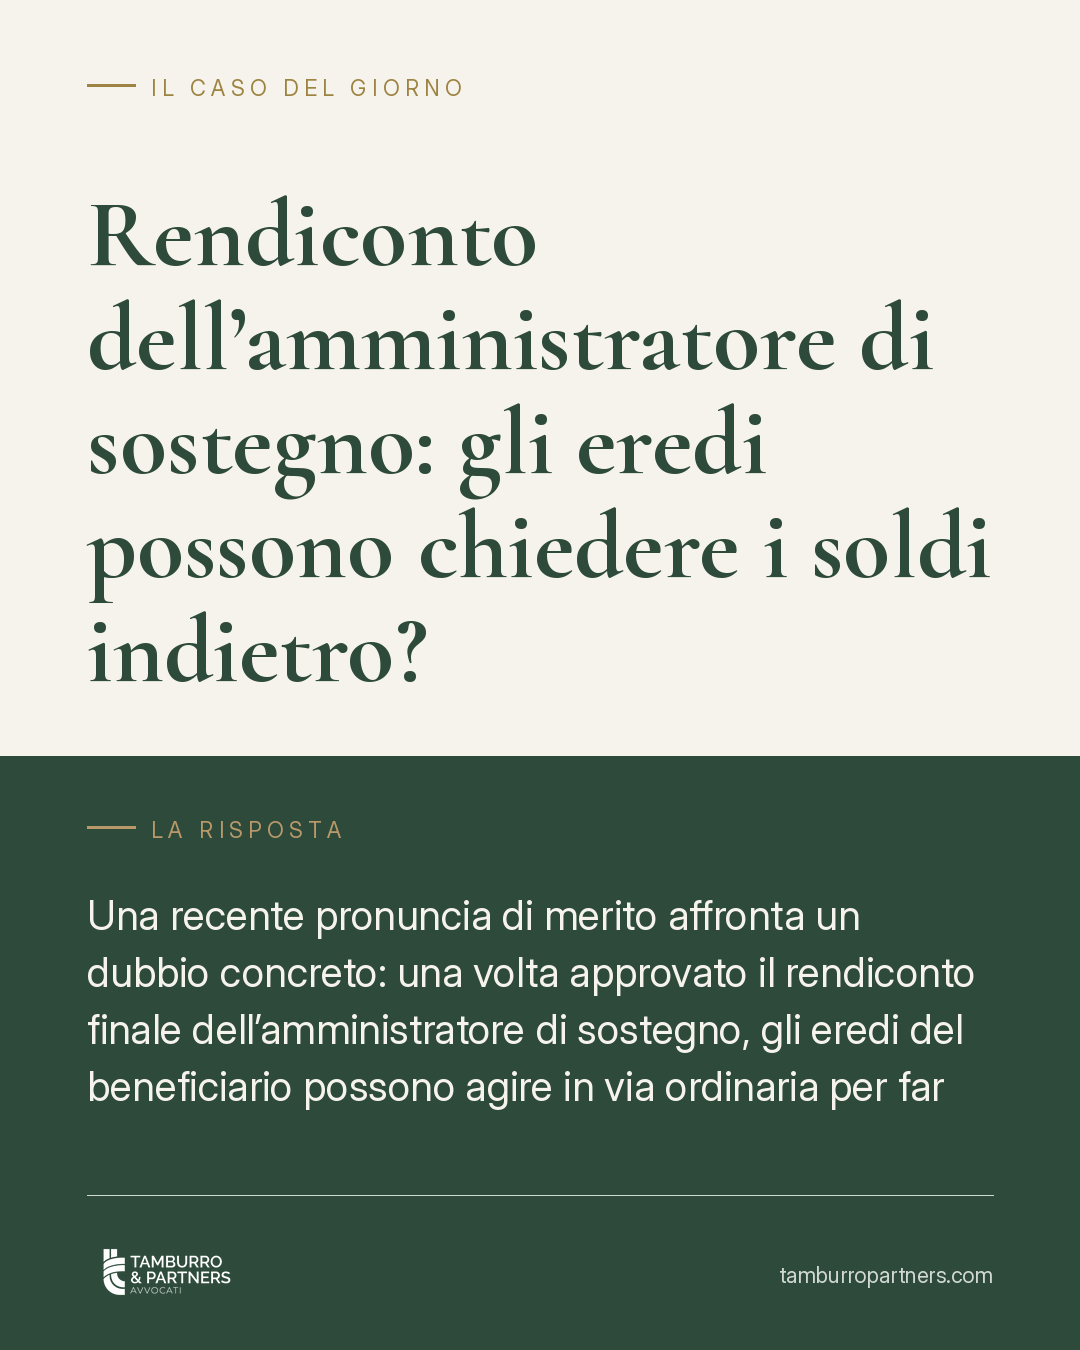 IL CASO DEL GIORNO
Rendiconto
dell’amministratore di
sostegno: gli eredi
possono chiedere i soldi
indietro?
LA RISPOSTA
Una recente pronuncia di merito affronta un
dubbio concreto: una volta approvato il rendiconto
finale dell’amministratore di sostegno, gli eredi del
beneficiario possono agire in via ordinaria per far
TAMBURRO
& PARTNERS
AVVOCATI
tamburropartners.com